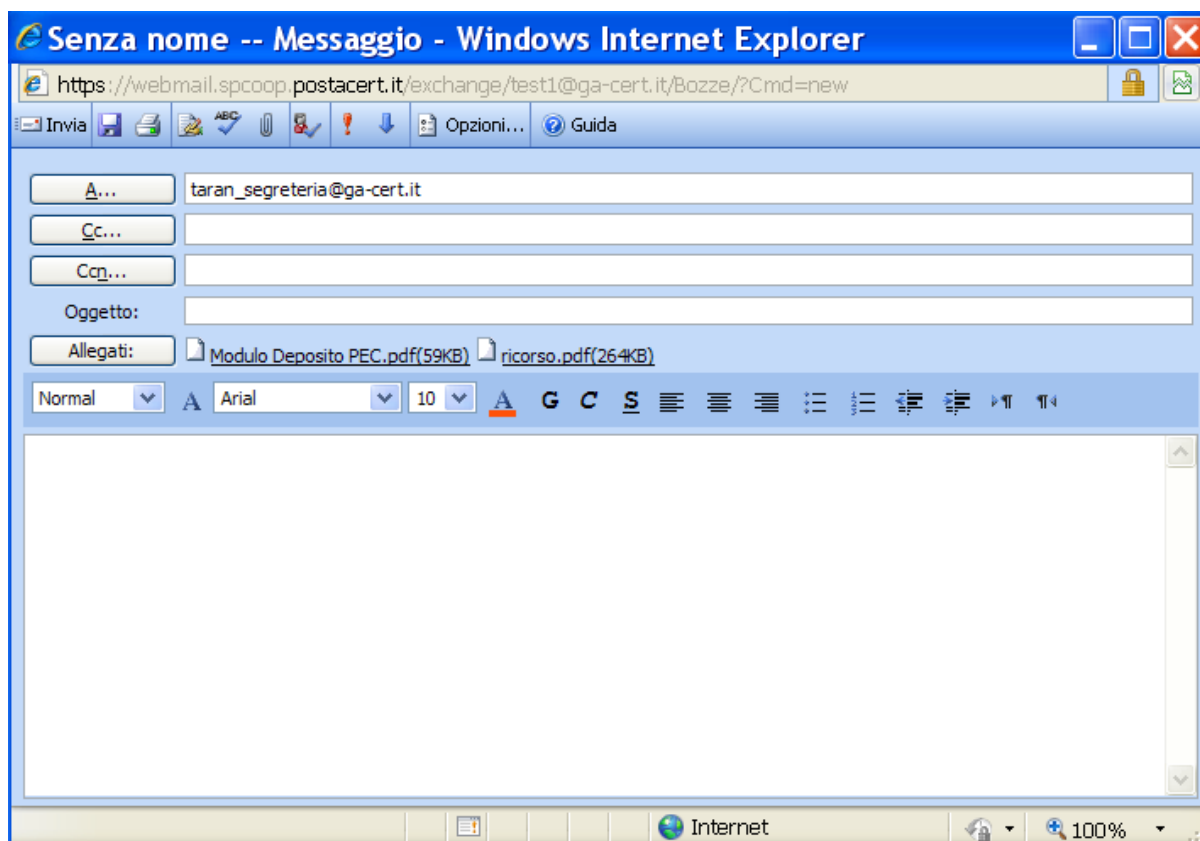 Senza nome -- Messaggio - Windows Internet Explorer
https://webmail.spcoop.postacert.it/exchange/test1@ga-cert.it/Bozze/?Cmd=new
Invia ABC Opzioni... Guida
A... taran_segreteria@ga-cert.it
Cc...
Ccn...
Oggetto:
Allegati: Modulo Deposito PEC.pdf(59KB) ricorso.pdf(264KB)
Normal A Arial 10 A G C S
Internet 100%